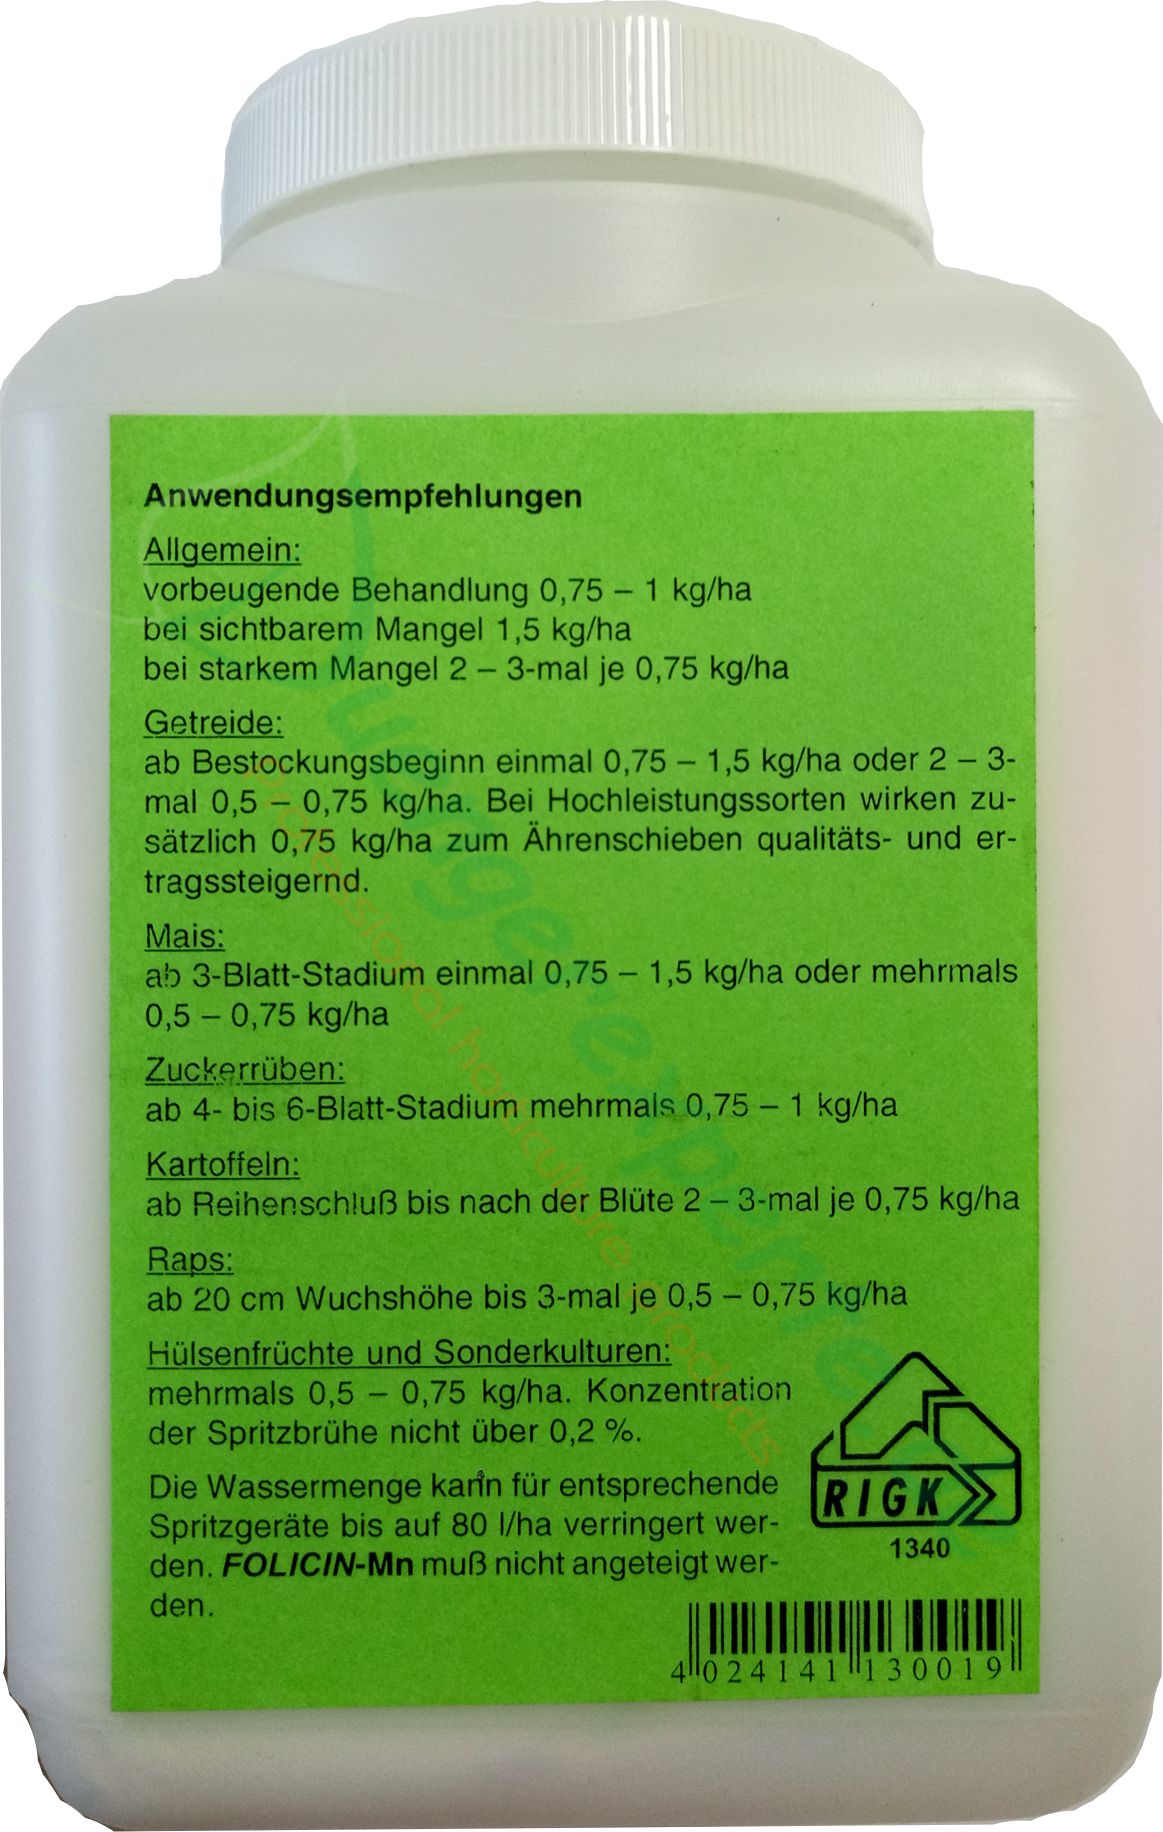 Anwendungsempfehlungen
Allgemein:
vorbeugende Behandlung 0,75 – 1 kg/ha
bei sichtbarem Mangel 1,5 kg/ha
bei starkem Mangel 2 – 3-mal je 0,75 kg/ha
Getreide:
ab Bestockungsbeginn einmal 0,75 – 1,5 kg/ha oder 2 – 3-
mal 0,5 – 0,75 kg/ha. Bei Hochleistungssorten wirken zu-
sätzlich 0,75 kg/ha zum Ährenschieben qualitäts- und er-
tragssteigernd.
Mais:
ab 3-Blatt-Stadium einmal 0,75 – 1,5 kg/ha oder mehrmals
0,5 – 0,75 kg/ha
Zuckerrüben:
ab 4- bis 6-Blatt-Stadium mehrmals 0,75 – 1 kg/ha
Kartoffeln:
ab Reihenschluß bis nach der Blüte 2 – 3-mal je 0,75 kg/ha
Raps:
ab 20 cm Wuchshöhe bis 3-mal je 0,5 – 0,75 kg/ha
Hülsenfrüchte und Sonderkulturen:
mehrmals 0,5 – 0,75 kg/ha. Konzentration
der Spritzbrühe nicht über 0,2 %.
Die Wassermenge kann für entsprechende
Spritzgeräte bis auf 80 l/ha verringert wer-
den. FOLICIN-Mn muß nicht angeteigt wer-
den.
RIGK
1340
4 024141 130019
professional horticulture products